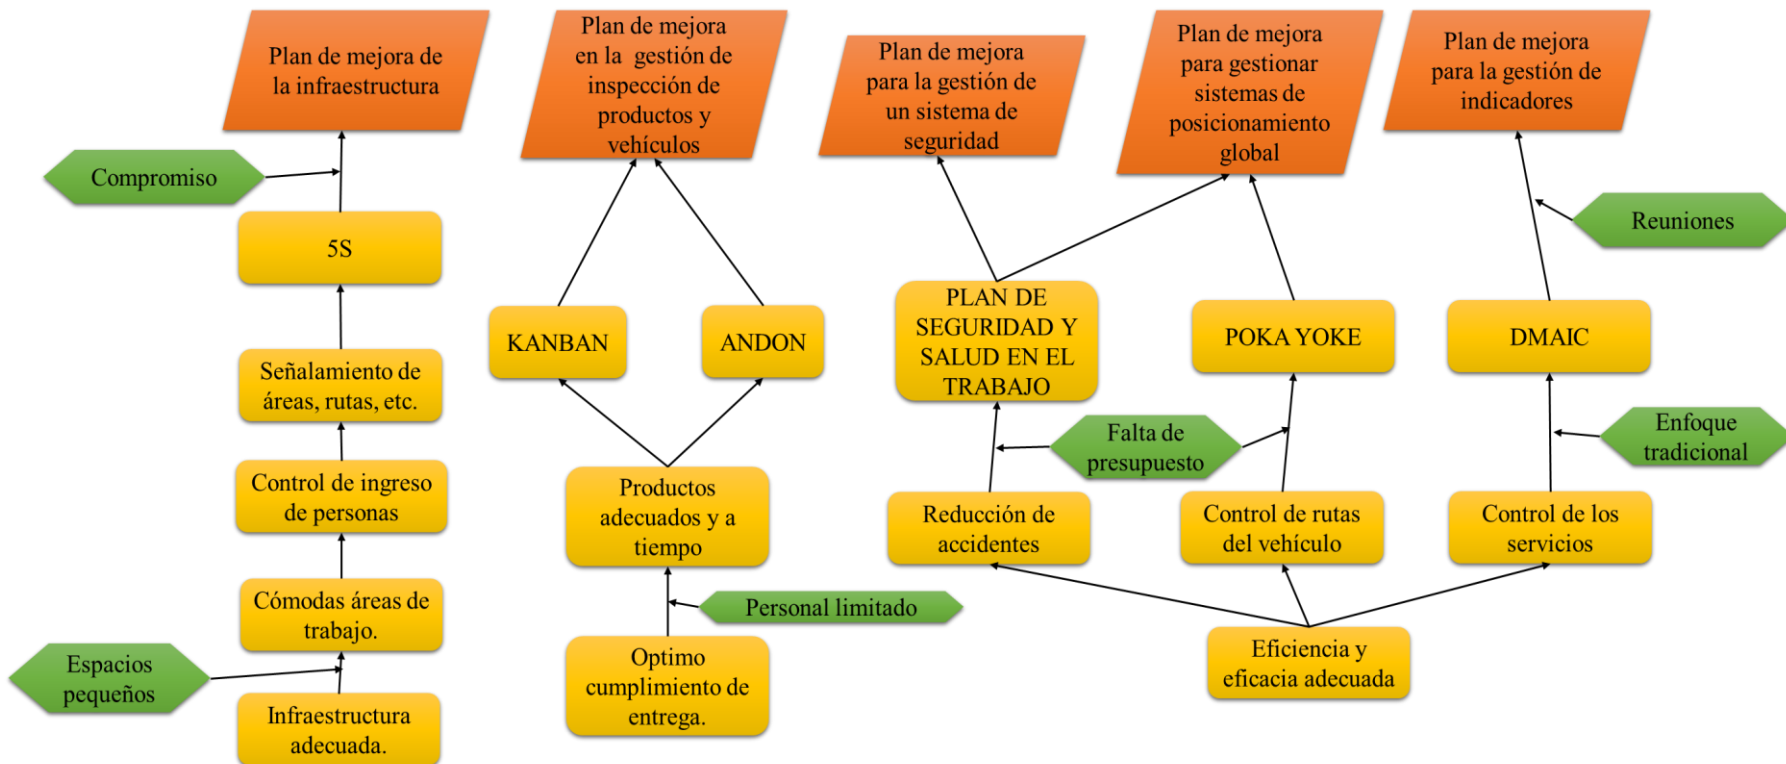 Plan de mejora de
la infraestructura
Plan de mejora
en la  gestión de
inspección de
productos y
vehículos
Plan de mejora
para la gestión de
un sistema de
seguridad
Plan de mejora
para gestionar
sistemas de
posicionamiento
global
Plan de mejora
para la gestión de
indicadores
Compromiso
Reuniones
5S
KANBAN
ANDON
PLAN DE
SEGURIDAD Y
SALUD EN EL
TRABAJO
POKA YOKE
DMAIC
Señalamiento de
áreas, rutas, etc.
Falta de
presupuesto
Enfoque
tradicional
Control de ingreso
de personas
Productos
adecuados y a
tiempo
Reducción de
accidentes
Control de rutas
del vehículo
Control de los
servicios
Cómodas áreas de
trabajo.
Personal limitado
Espacios
pequeños
Optimo
cumplimiento de
entrega.
Eficiencia y
eficacia adecuada
Infraestructura
adecuada.